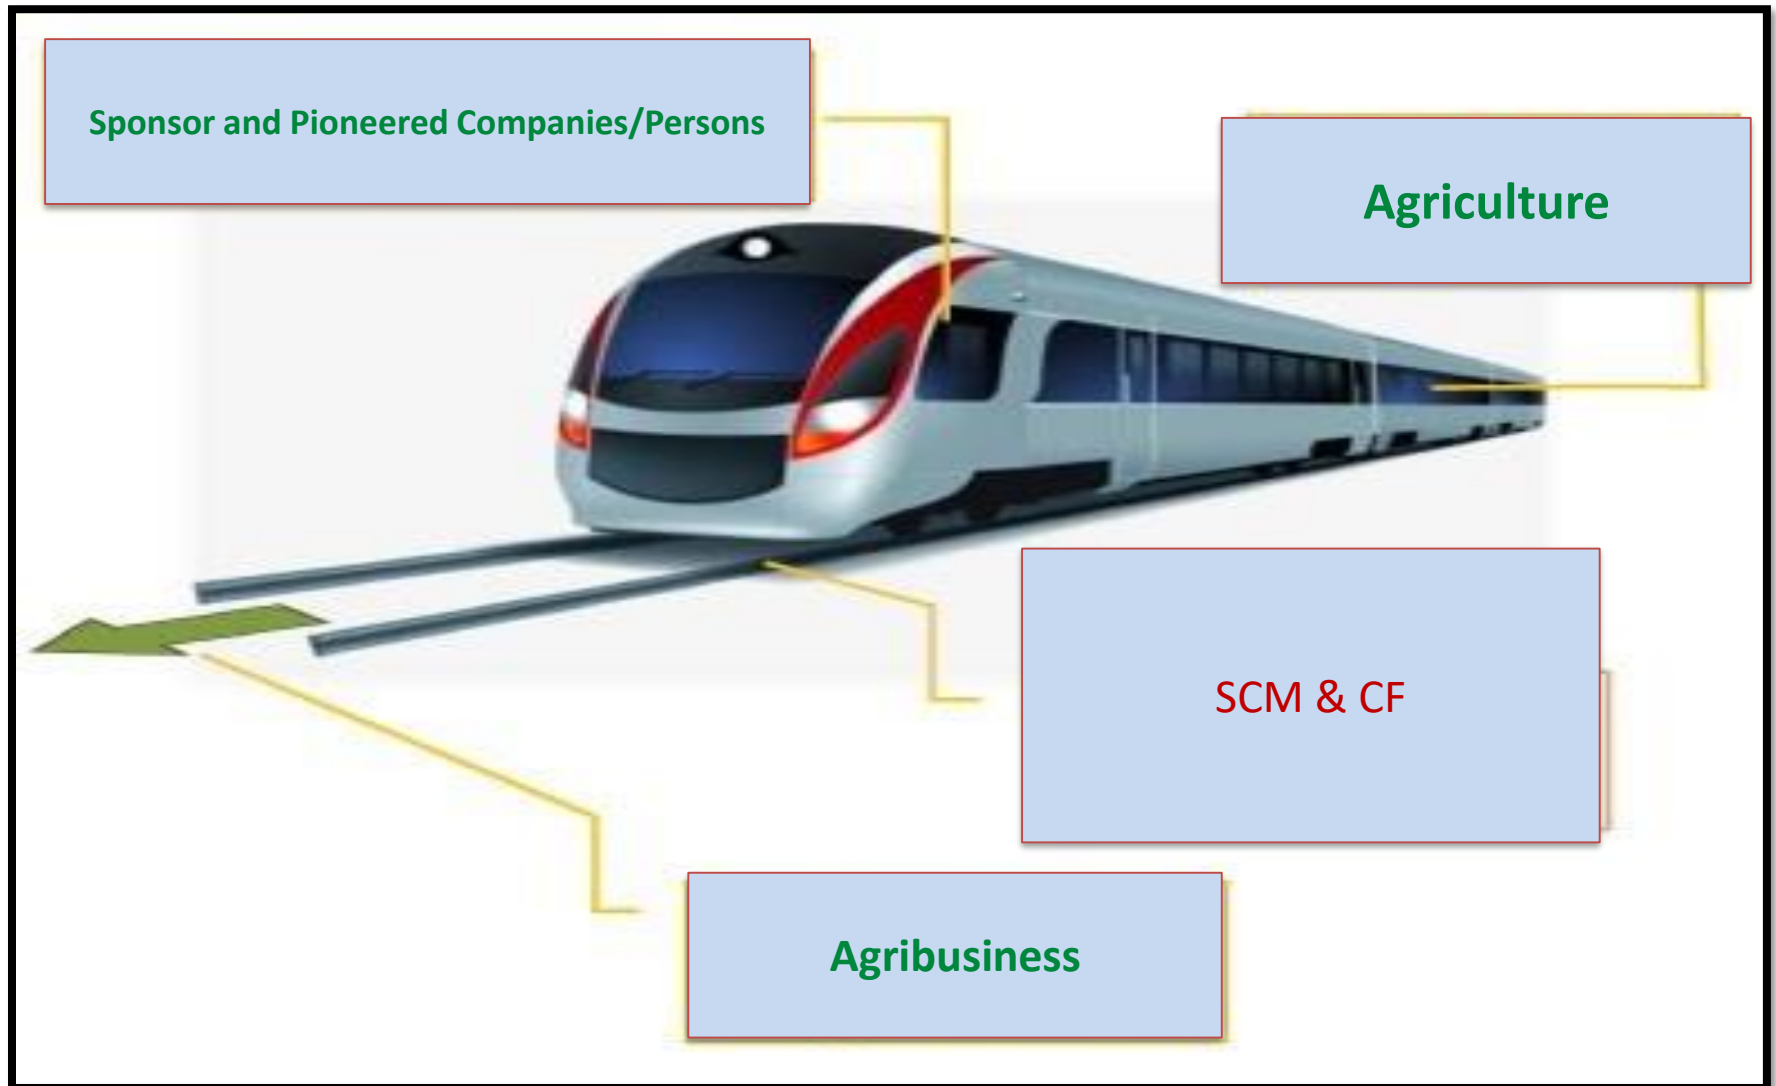 Sponsor and Pioneered Companies/Persons
Agriculture
SCM & CF
Agribusiness